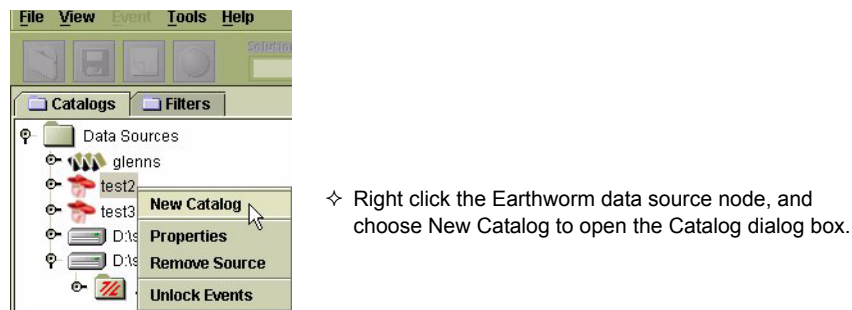 File View Event Tools Help
Solution
Catalogs Filters
Data Sources
glenns
test2
New Catalog
test3
D:\s
Properties
D:\s
Remove Source
Unlock Events
✧ Right click the Earthworm data source node, and
choose New Catalog to open the Catalog dialog box.